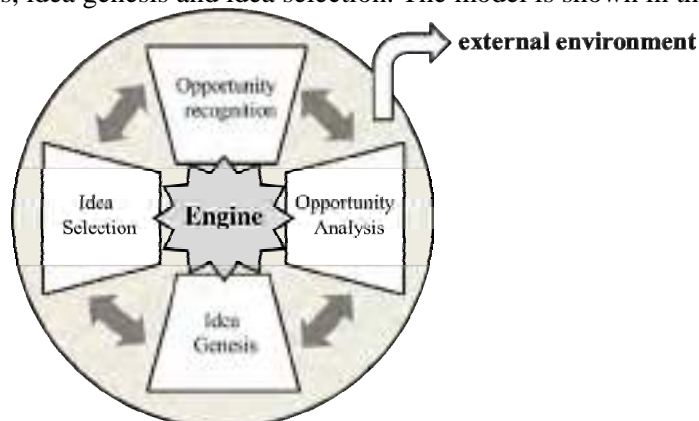 s, idea genesis and idea selection. The model is shown in th
external environment
Opportunity
recognition
Idea
Selection
Engine
Opportunity
Analysis
Idea
Genesis